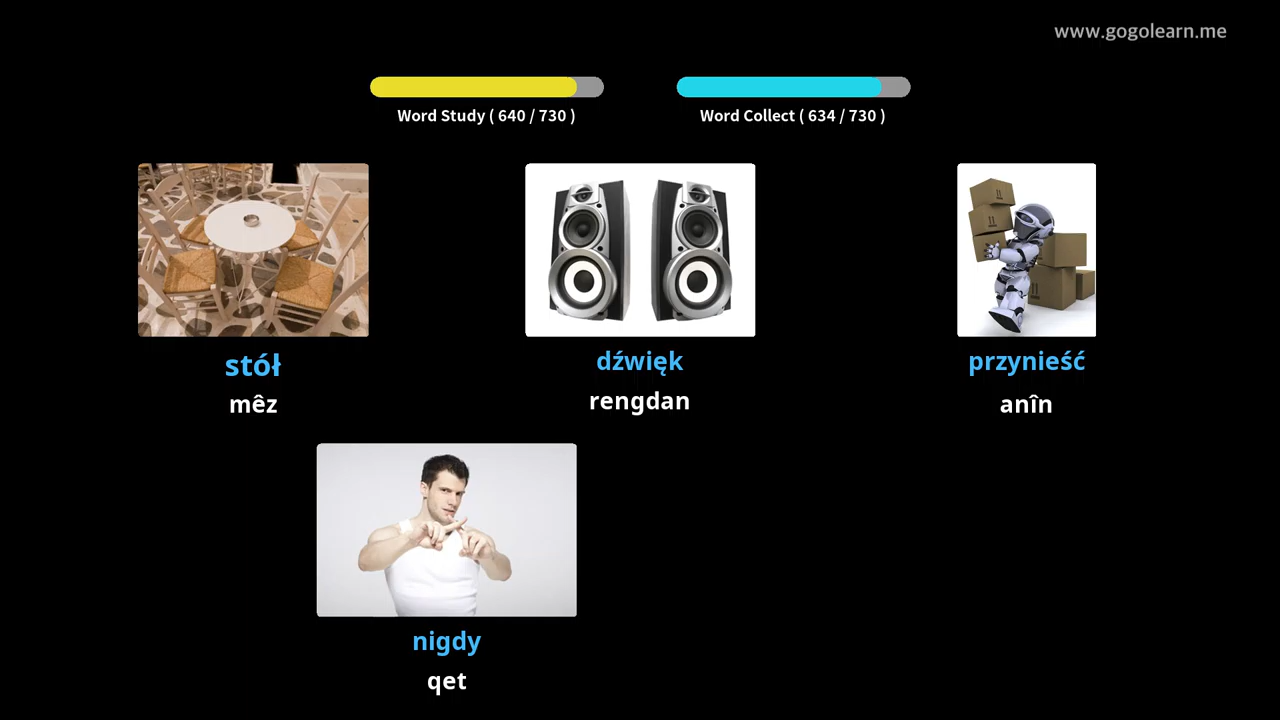 www.gogolearn.me
Word Study ( 640 / 730 )
Word Collect ( 634 / 730 )
stół
dźwięk
przynieść
mêz
rengdan
anîn
nigdy
qet